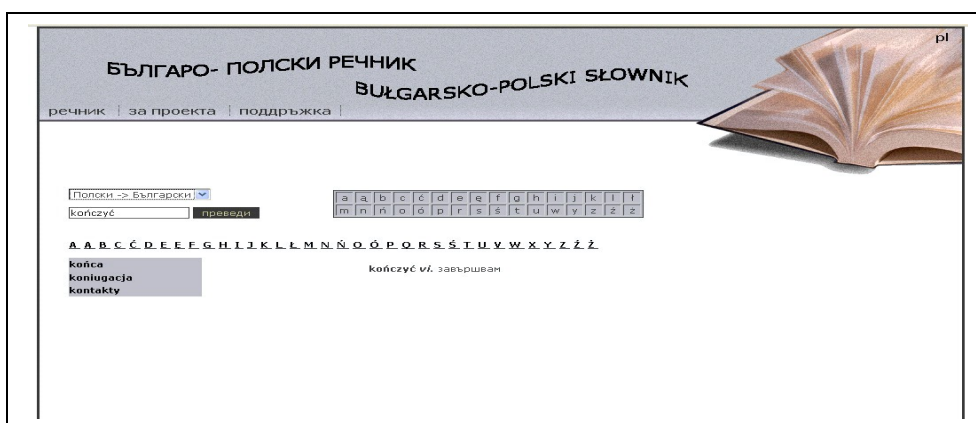 pl
БЪЛГАРО- ПОЛСКИ РЕЧНИК
BUŁGARSKO-POLSKI SŁOWNIK
речник | за проекта | поддръжка |
Полски -> Български
a ą b c ć d e ę f g h i j k l ł
kończyć преведи
m n ń o ó p r s ś t u w y z ź ż
A A B C Ć D E E F G H I J K L Ł M N Ń O Ó P Q R S Ś T U V W X Y Z Ź Ż
końca
kończyć vi. завършвам
koniugacja
kontakty